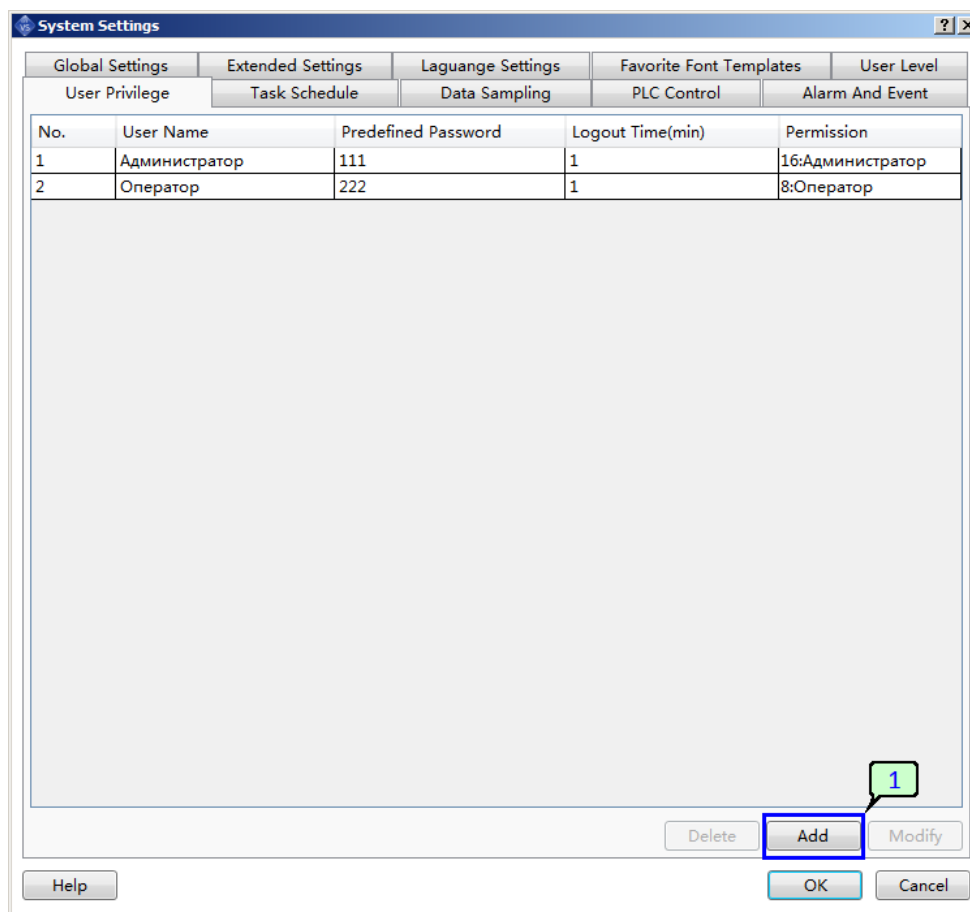 System Settings
Global Settings Extended Settings Laguange Settings Favorite Font Templates User Level
User Privilege Task Schedule Data Sampling PLC Control Alarm And Event
No. User Name Predefined Password Logout Time(min) Permission
1 Администратор 111 1 16:Администратор
2 Оператор 222 1 8:Оператор
1
Delete Add Modify
Help OK Cancel